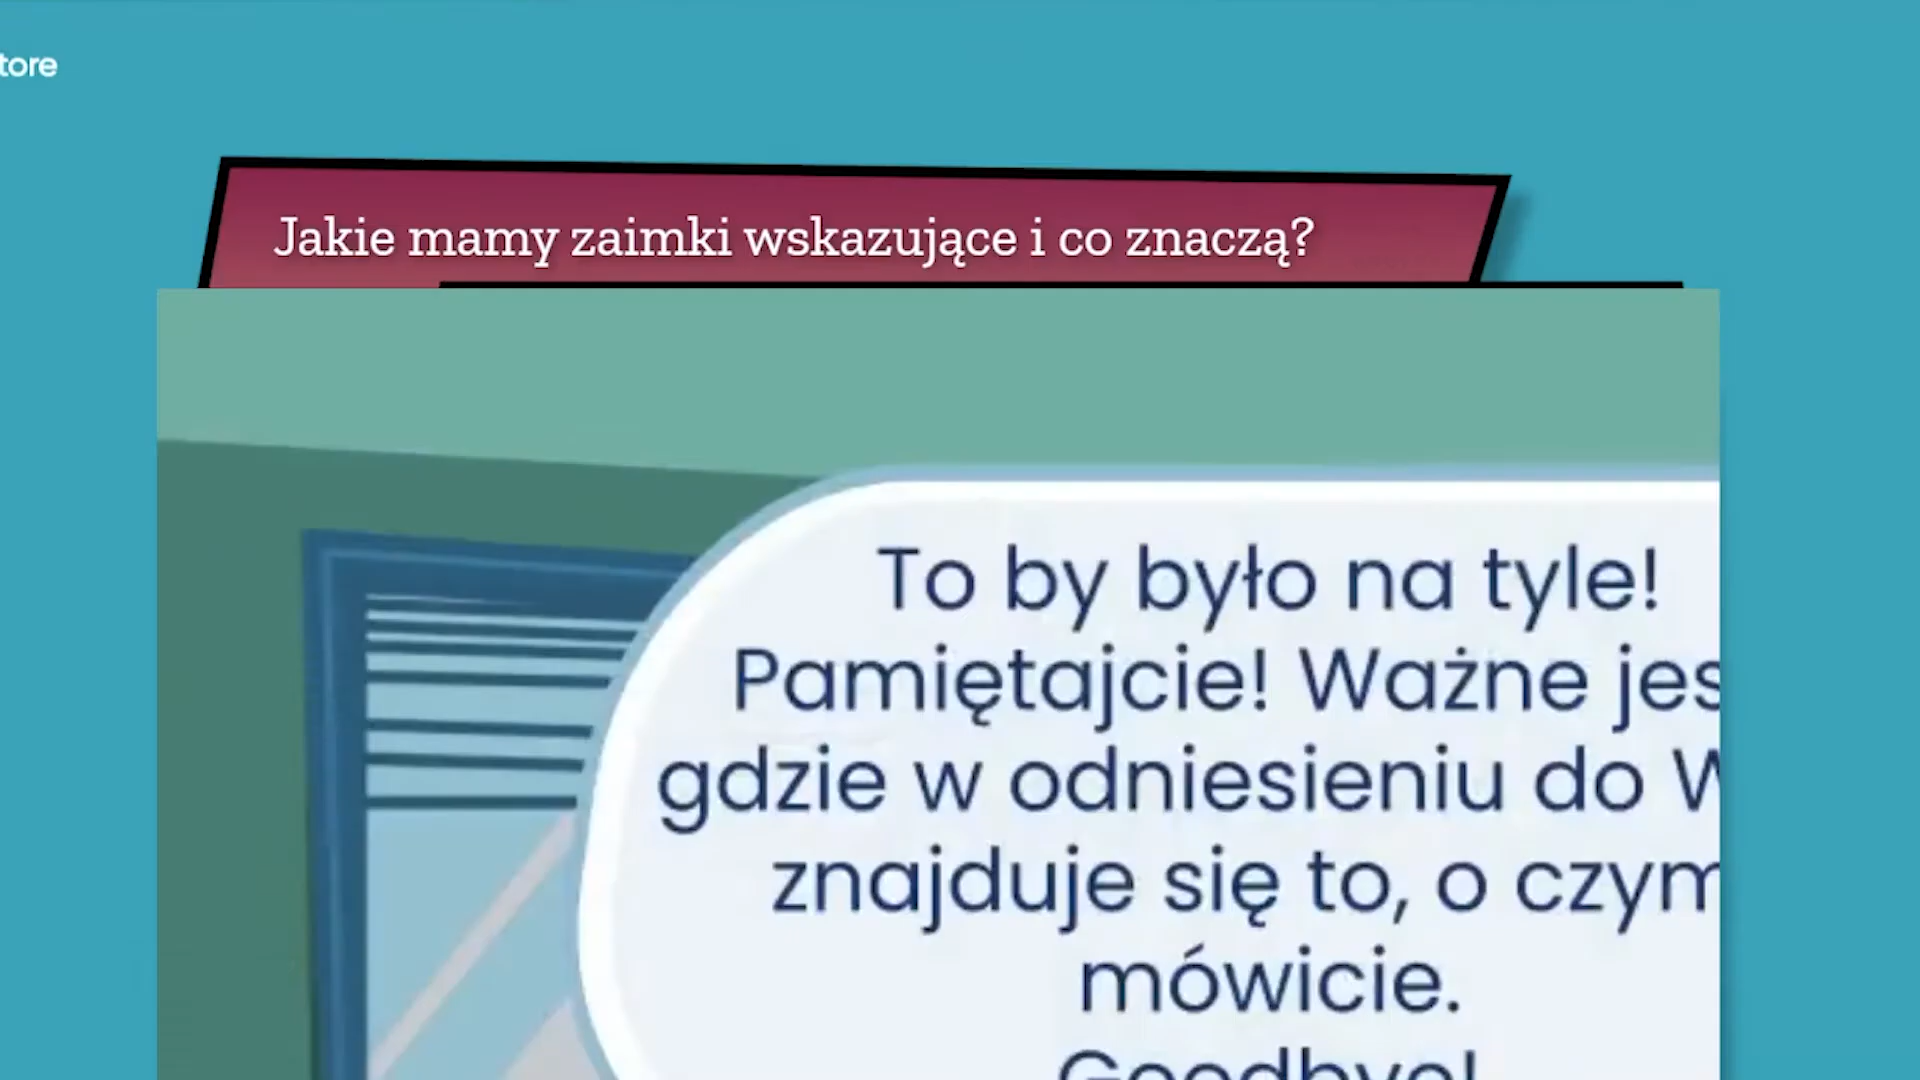 tore
Jakie mamy zaimki wskazujące i co znaczą?
To by było na tyle!
Pamiętajcie! Ważne jes
gdzie w odniesieniu do W
znajduje się to, o czym
mówicie.
Goodbye!